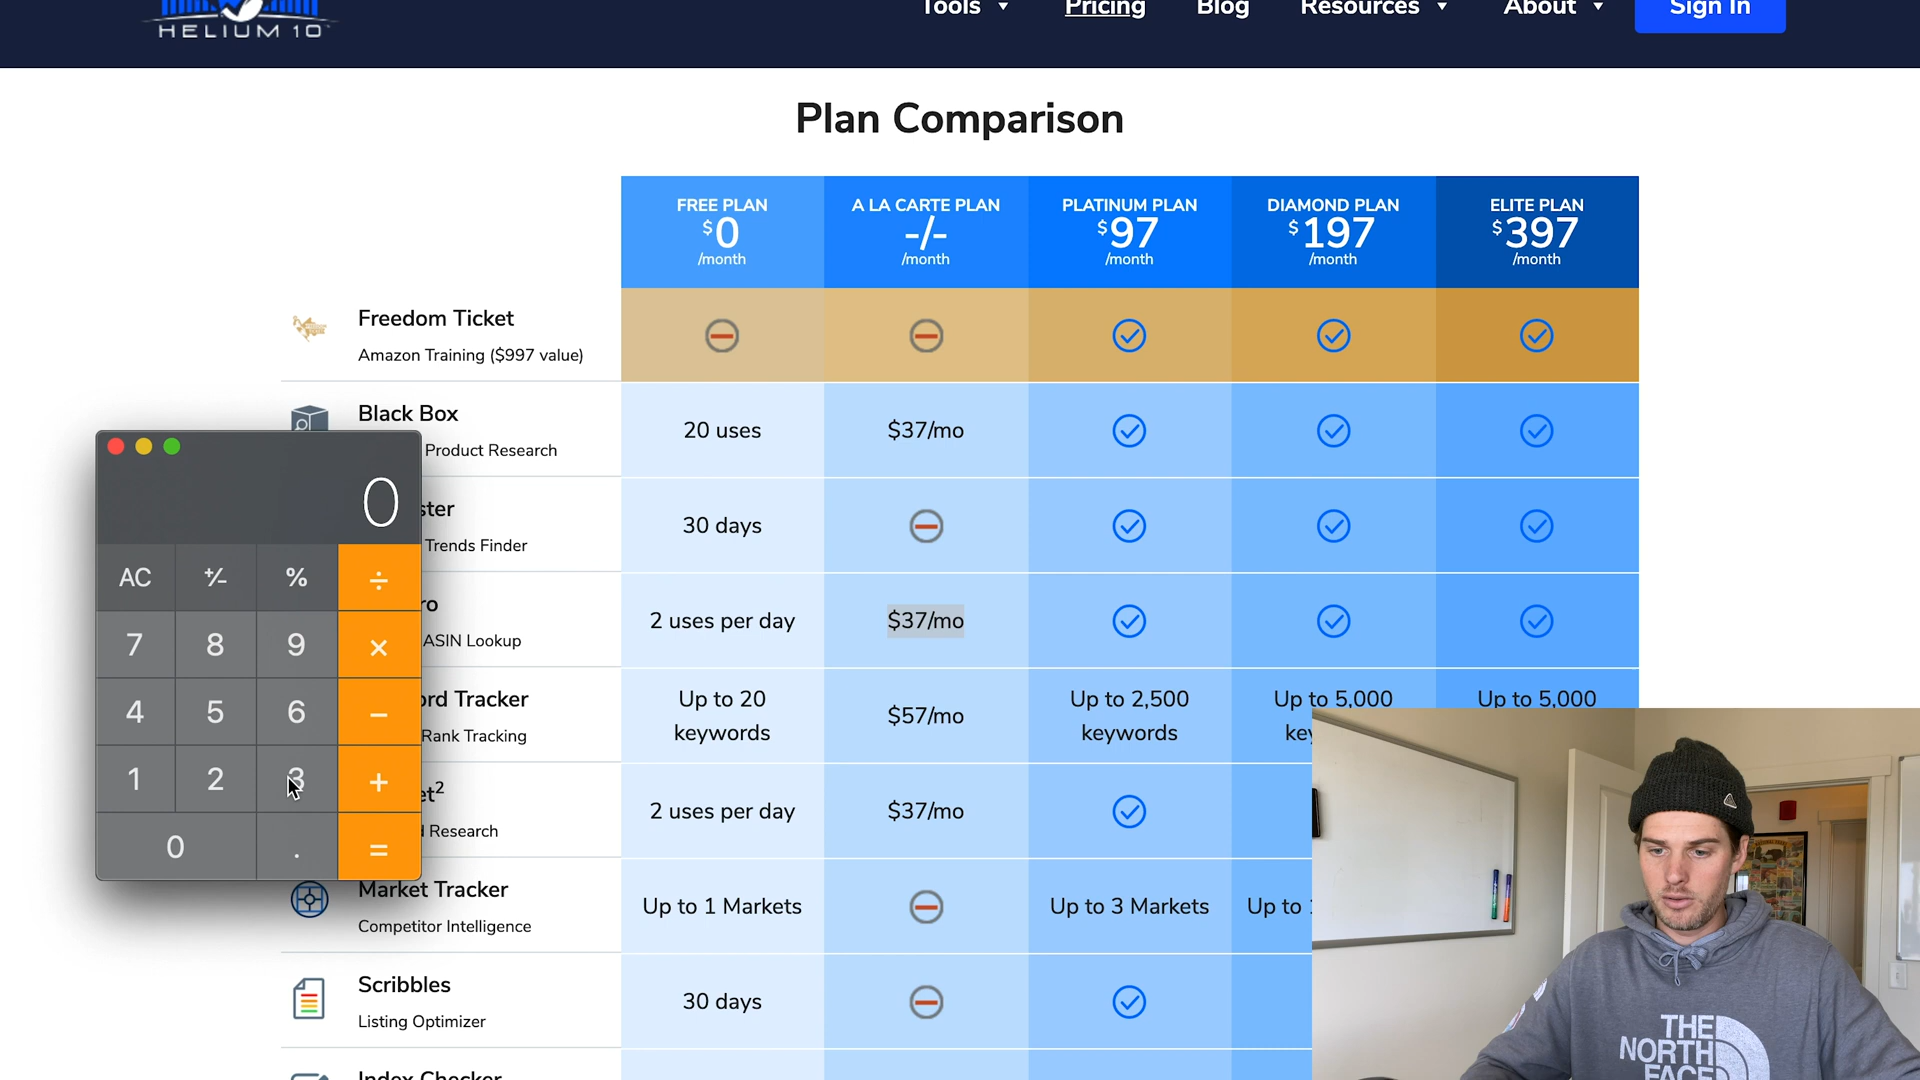 HELIUM 10
Tools
Pricing
Blog
Resources
About
Sign In
Plan Comparison
FREE PLAN
$0
/month
A LA CARTE PLAN
-/-
/month
PLATINUM PLAN
$97
/month
DIAMOND PLAN
$197
/month
ELITE PLAN
$397
/month
Freedom Ticket
Amazon Training ($997 value)
Black Box
Product Research
20 uses
$37/mo
ster
Trends Finder
30 days
ro
ASIN Lookup
2 uses per day
$37/mo
ord Tracker
Rank Tracking
Up to 20
keywords
$57/mo
Up to 2,500
keywords
Up to 5,000
key
Up to 5,000
et²
d Research
2 uses per day
$37/mo
Market Tracker
Competitor Intelligence
Up to 1 Markets
Up to 3 Markets
Up to
Scribbles
Listing Optimizer
30 days
Index Checker
0
AC +/- % ÷
7 8 9 ×
4 5 6 −
1 2 3 +
0 . =
THE
NORTH
FACE